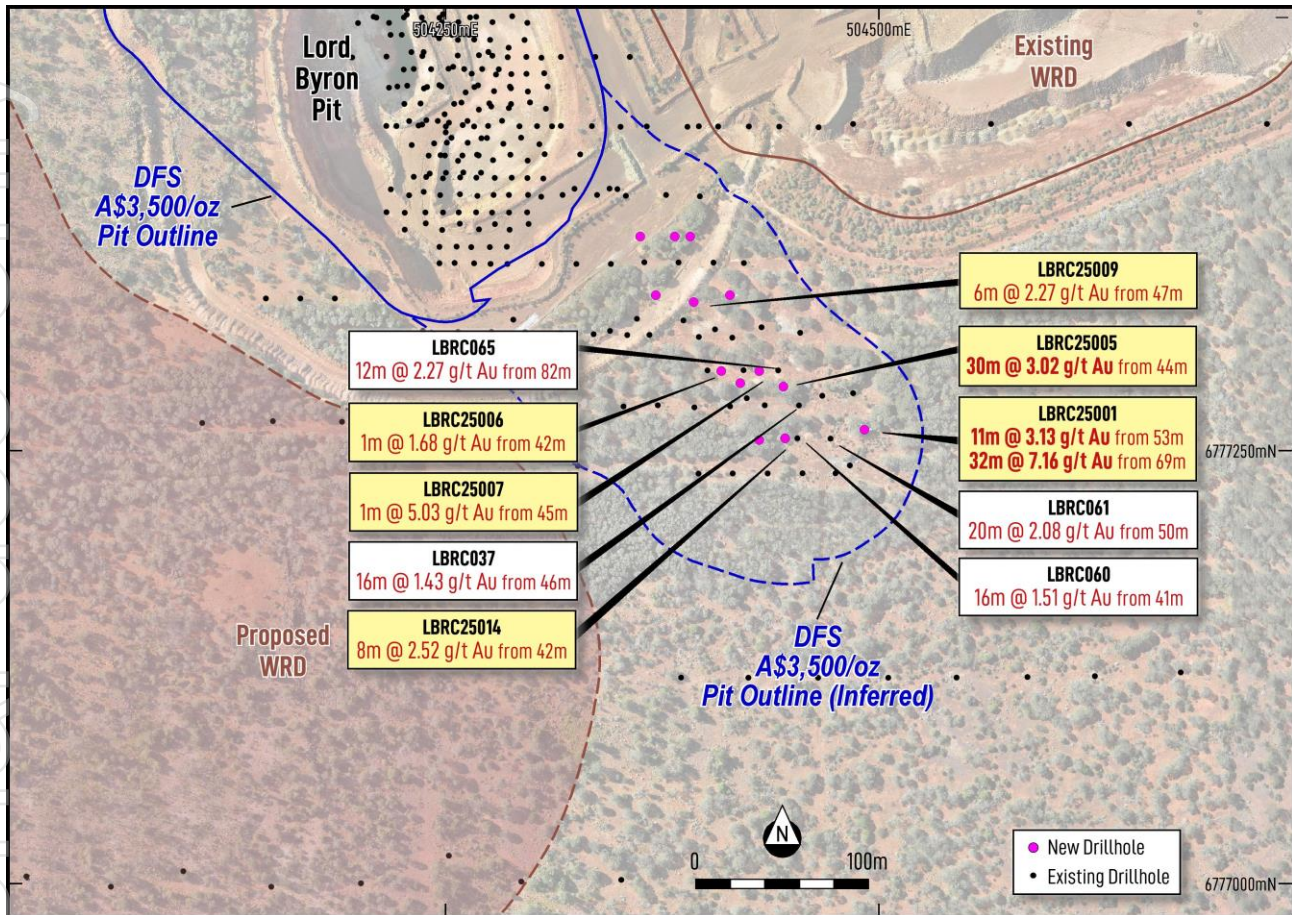 504250mE
504500mE
Lord
Byron
Pit
Existing
WRD
DFS
A$3,500/oz
Pit Outline
LBRC25009
6m @ 2.27 g/t Au from 47m
LBRC065
12m @ 2.27 g/t Au from 82m
LBRC25005
30m @ 3.02 g/t Au from 44m
LBRC25006
1m @ 1.68 g/t Au from 42m
LBRC25001
11m @ 3.13 g/t Au from 53m
32m @ 7.16 g/t Au from 69m
6777250mN
LBRC25007
1m @ 5.03 g/t Au from 45m
LBRC061
20m @ 2.08 g/t Au from 50m
LBRC037
16m @ 1.43 g/t Au from 46m
LBRC060
16m @ 1.51 g/t Au from 41m
LBRC25014
8m @ 2.52 g/t Au from 42m
Proposed
WRD
DFS
A$3,500/oz
Pit Outline (Inferred)
N
0 100m
New Drillhole
Existing Drillhole
6777000mN